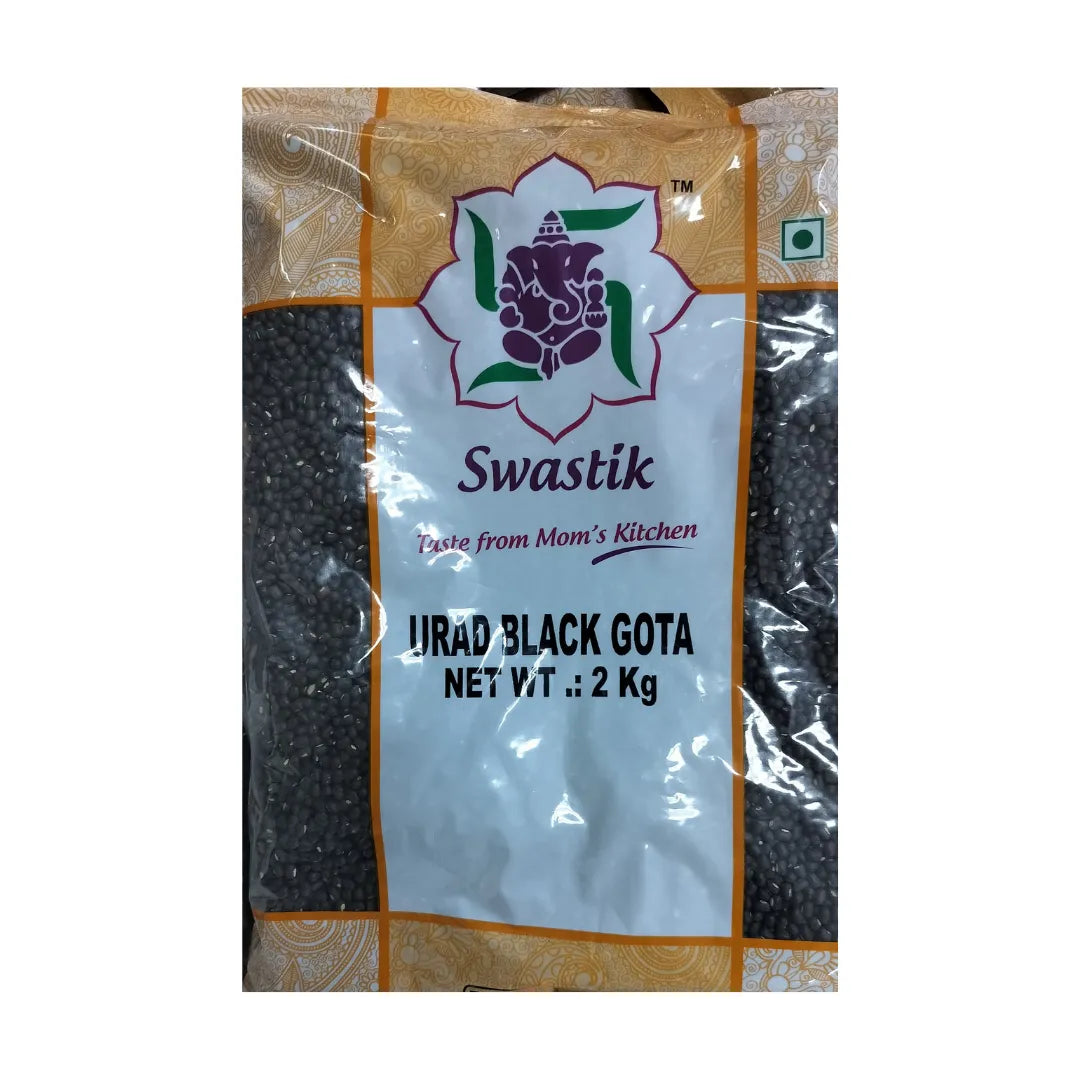 TM
Swastik
Taste from Mom's Kitchen
URAD BLACK GOTA
NET WT .: 2 Kg